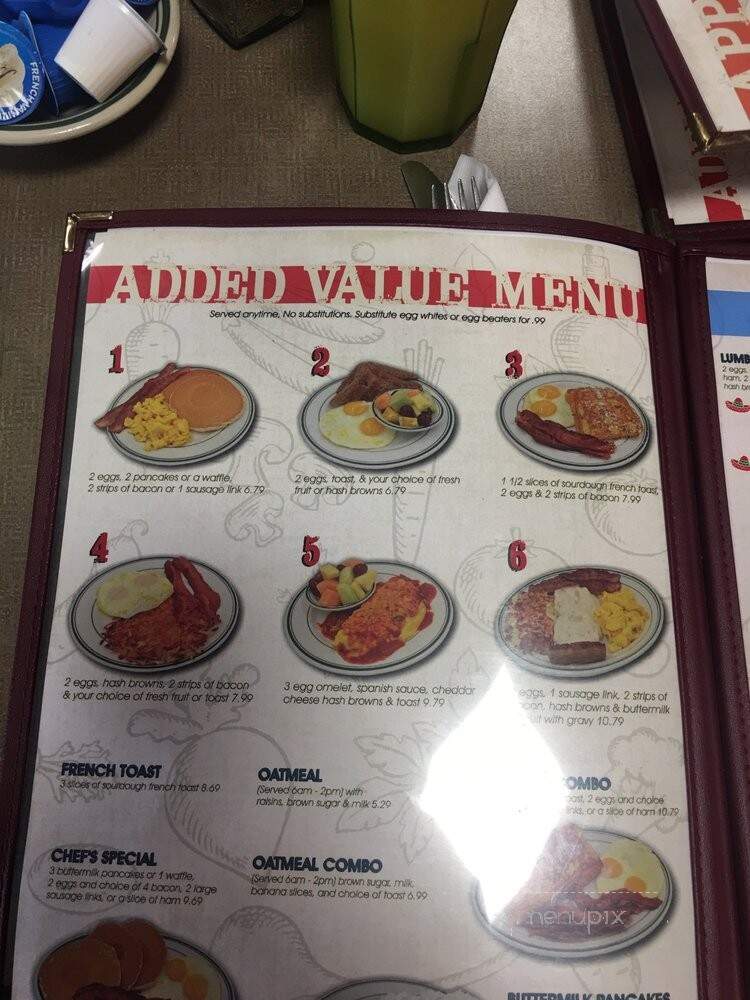 FRENCH VANILLA
APP
ADDED VALUE MENU
Served anytime, No substitutions. Substitute egg whites or egg beaters for .99
1
2
3
2 eggs, 2 pancakes or a waffle,
2 strips of bacon or 1 sausage link 6.79
2 eggs, toast, & your choice of fresh
fruit or hash browns 6.79
1 1/2 slices of sourdough french toast,
2 eggs & 2 strips of bacon 7.99
4
5
6
2 eggs, hash browns, 2 strips of bacon
& your choice of fresh fruit or toast 7.99
3 egg omelet, spanish sauce, cheddar
cheese hash browns & toast 9.79
eggs, 1 sausage link, 2 strips of
hash browns & buttermilk
with gravy 10.79
FRENCH TOAST
3 slices of sourdough french toast 8.69
OATMEAL
(Served 6am - 2pm) with
raisins, brown sugar & milk 5.29
COMBO
2 eggs and choice
or a slice of ham 10.79
CHEF'S SPECIAL
3 buttermilk pancakes or 1 waffle,
2 eggs and choice of 4 bacon, 2 large
sausage links, or a slice of ham 9.69
OATMEAL COMBO
(Served 6am - 2pm) brown sugar, milk,
banana slices, and choice of toast 6.99
menupix
BUTTERMILK PANCAKES
LUMB
2 eggs,
ham, 2
hash br